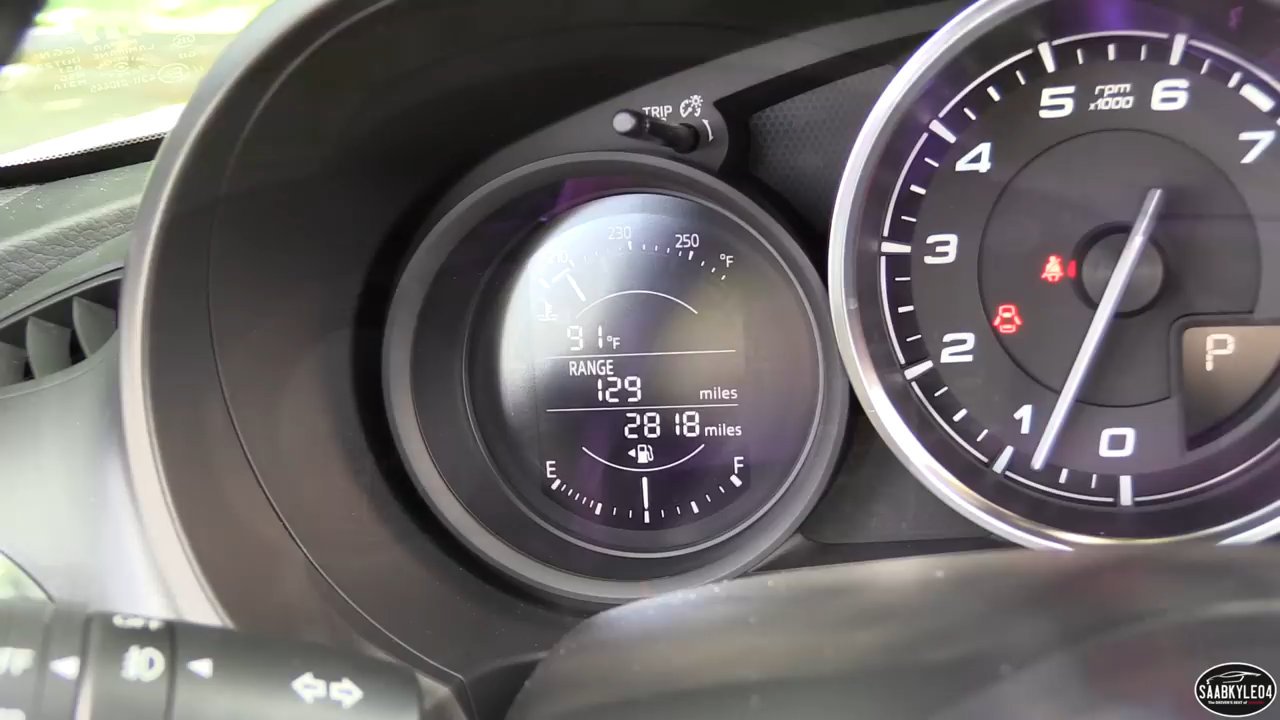 TRIP
230
250
°F
91°F
RANGE
129 miles
2818 miles
E
F
rpm
x1000
0
1
2
3
4
5
6
7
P
SAABKYLE04